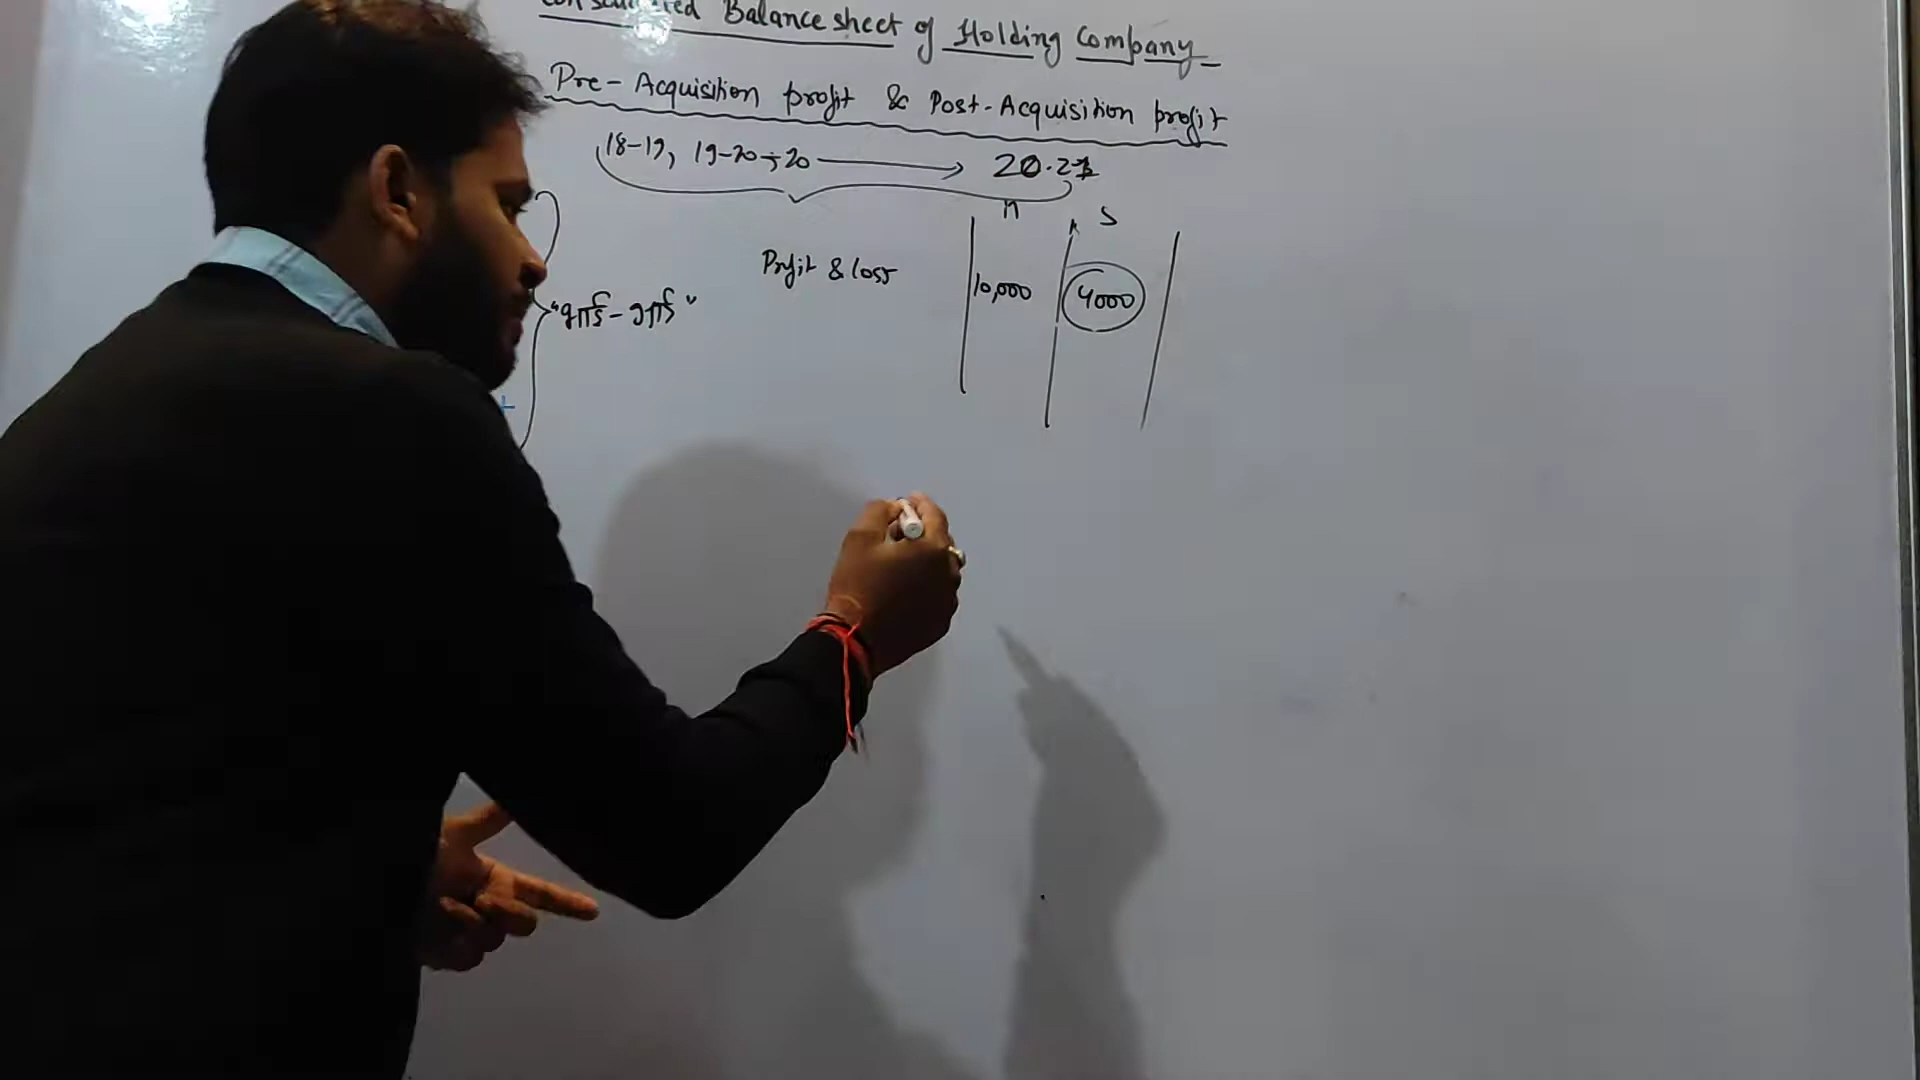 Consolidated Balance sheet of Holding Company
Pre-Acquisition profit & Post-Acquisition profit
18-19, 19-20, 20 → 20-21
H S
Profit & loss 10,000 4000